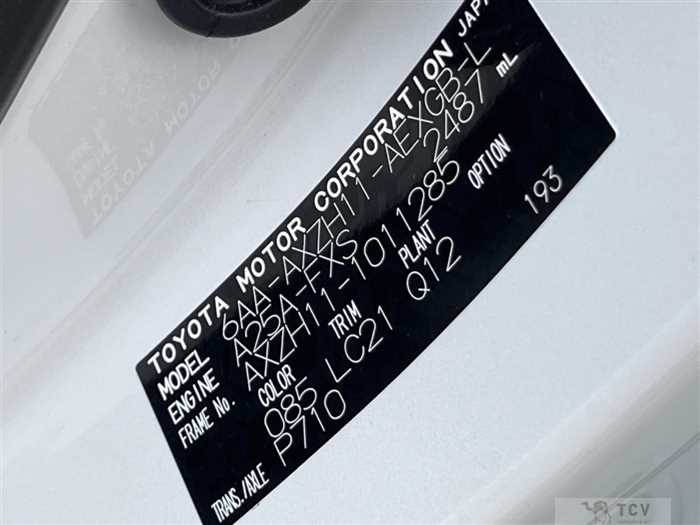 TOYOTA MOTOR CORPORATION JAPAN
MODEL 6AA-AXZH11-AEXGB-L
ENGINE A25A-FXS 2487 mL
FRAME No. AXZH11-1011285
COLOR TRIM PLANT OPTION
085 LC21 Q12 193
TRANS./AXLE P710
TCV